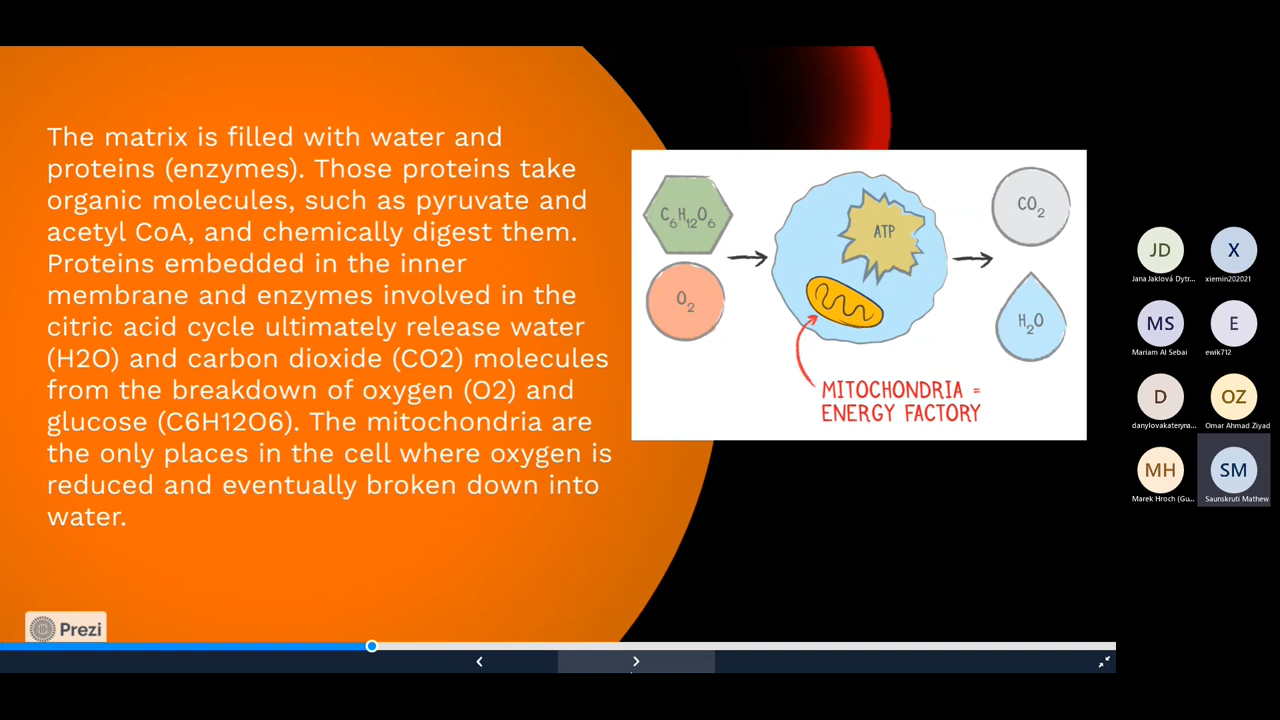 The matrix is filled with water and
proteins (enzymes). Those proteins take
organic molecules, such as pyruvate and
acetyl CoA, and chemically digest them.
Proteins embedded in the inner
membrane and enzymes involved in the
citric acid cycle ultimately release water
(H2O) and carbon dioxide (CO2) molecules
from the breakdown of oxygen (O2) and
glucose (C6H12O6). The mitochondria are
the only places in the cell where oxygen is
reduced and eventually broken down into
water.
C₆H₁₂O₆
O₂
ATP
CO₂
H₂O
MITOCHONDRIA =
ENERGY FACTORY
Prezi
JD
Jana Jaklová Dytr...
X
xiemin202021
MS
Mariam Al Sebai
E
ewik712
D
danylovakateryna...
OZ
Omar Ahmad Ziyad
MH
Marek Hroch (Gu...
SM
Saunskruti Mathew